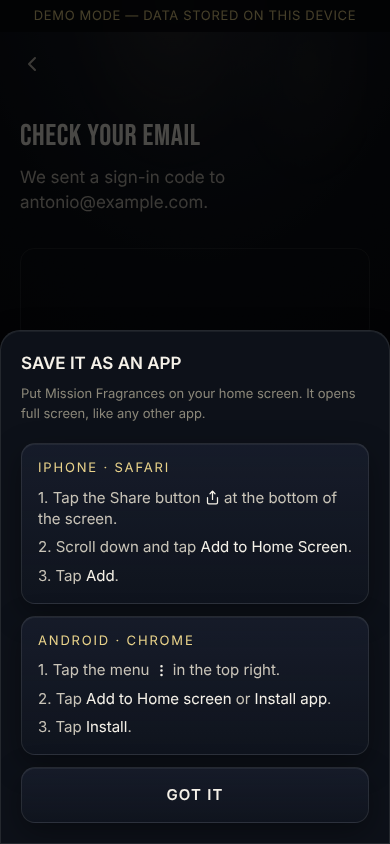 DEMO MODE — DATA STORED ON THIS DEVICE
CHECK YOUR EMAIL
We sent a sign-in code to
antonio@example.com.
SAVE IT AS AN APP
Put Mission Fragrances on your home screen. It opens
full screen, like any other app.
IPHONE · SAFARI
1. Tap the Share button at the bottom of
the screen.
2. Scroll down and tap Add to Home Screen.
3. Tap Add.
ANDROID · CHROME
1. Tap the menu ⋮ in the top right.
2. Tap Add to Home screen or Install app.
3. Tap Install.
GOT IT